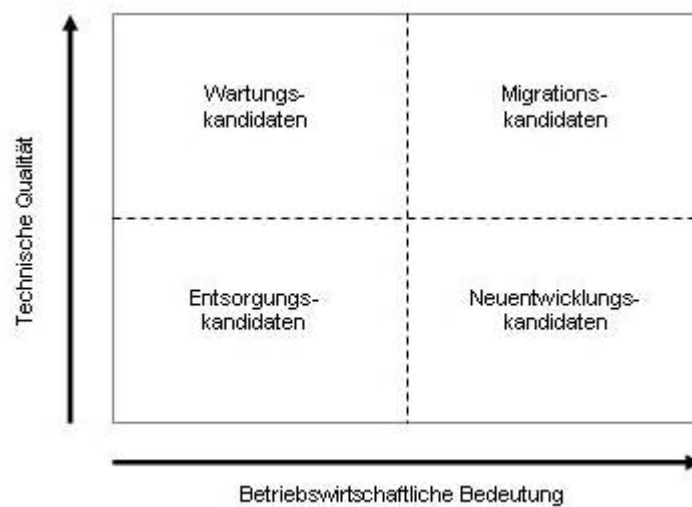 Wartungs-
kandidaten
Migrations-
kandidaten
Entsorgungs-
kandidaten
Neuentwicklungs-
kandidaten
Technische Qualität
Betriebswirtschaftliche Bedeutung